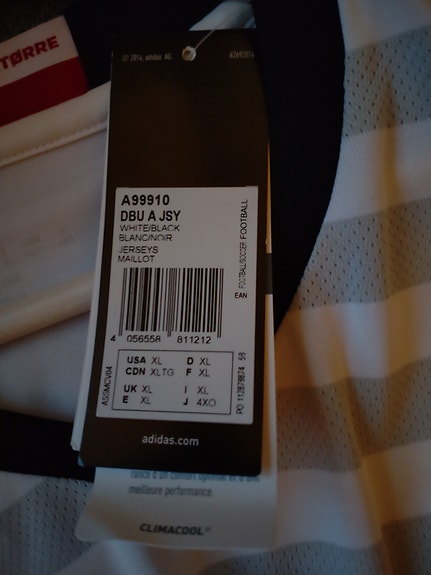 TØRRE
© 2014. adidas AG
A99910
DBU A JSY
WHITE/BLACK
BLANC/NOIR
JERSEYS
MAILLOT
FOOTBALL/SOCCER FOOTBALL
EAN
4 056558 811212
USA XL D XL
CDN XLTG F XL
UK XL I XL
E XL J 4XO
ASSMCV04
adidas.com
meilleure performance.
CLIMACOOL®